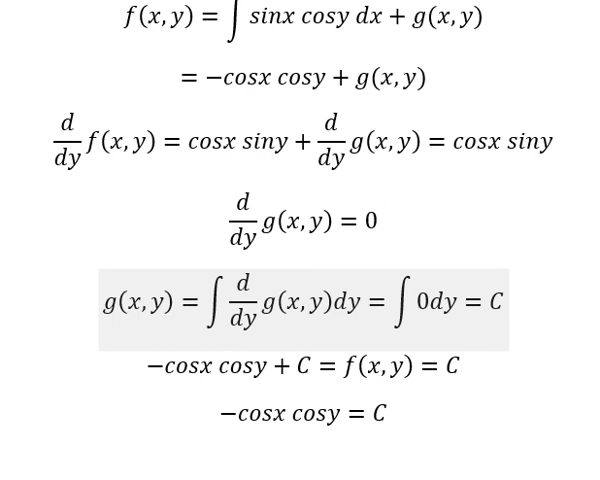 f(x, y) = ∫ sinx cosy dx + g(x, y)
= −cosx cosy + g(x, y)
d/dy f(x, y) = cosx siny + d/dy g(x, y) = cosx siny
d/dy g(x, y) = 0
g(x, y) = ∫ d/dy g(x, y)dy = ∫ 0dy = C
−cosx cosy + C = f(x, y) = C
−cosx cosy = C